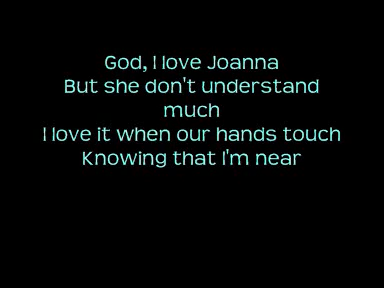 God, I love Joanna
But she don't understand
much
I love it when our hands touch
Knowing that I'm near